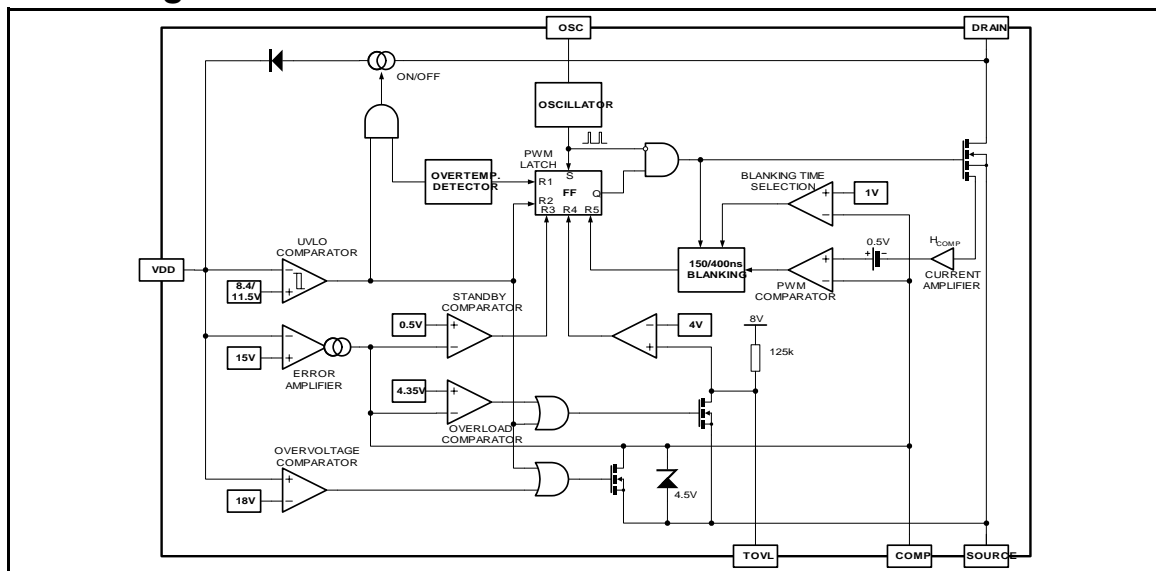 OSC
DRAIN
ON/OFF
OSCILLATOR
PWM
LATCH
OVERTEMP.
DETECTOR
R1
S
R2
FF
Q
R3
R4
R5
BLANKING TIME
SELECTION
1V
UVLO
COMPARATOR
VDD
8.4/
11.5V
150/400ns
BLANKING
0.5V
HCOMP
PWM
COMPARATOR
CURRENT
AMPLIFIER
STANDBY
COMPARATOR
0.5V
4V
8V
125k
15V
ERROR
AMPLIFIER
4.35V
OVERLOAD
COMPARATOR
OVERVOLTAGE
COMPARATOR
18V
4.5V
TOVL
COMP
SOURCE